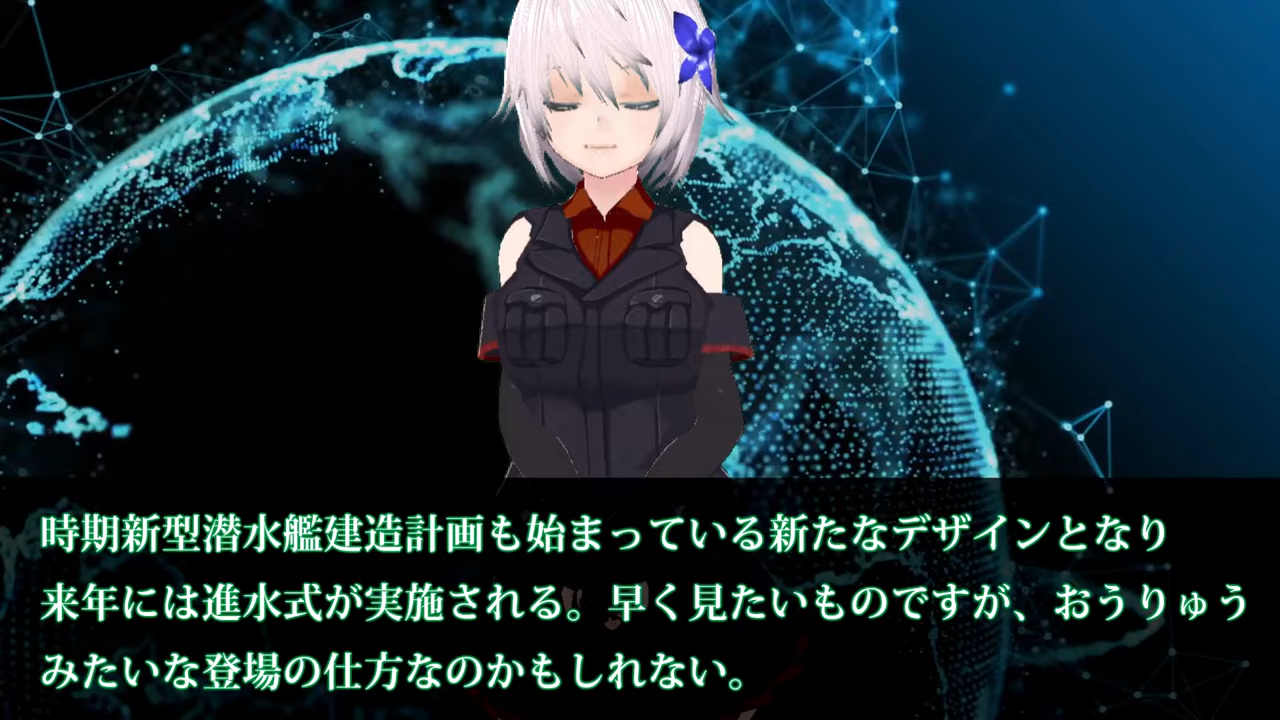 時期新型潜水艦建造計画も始まっている新たなデザインとなり
来年には進水式が実施される。早く見たいものですが、おうりゅう
みたいな登場の仕方なのかもしれない。